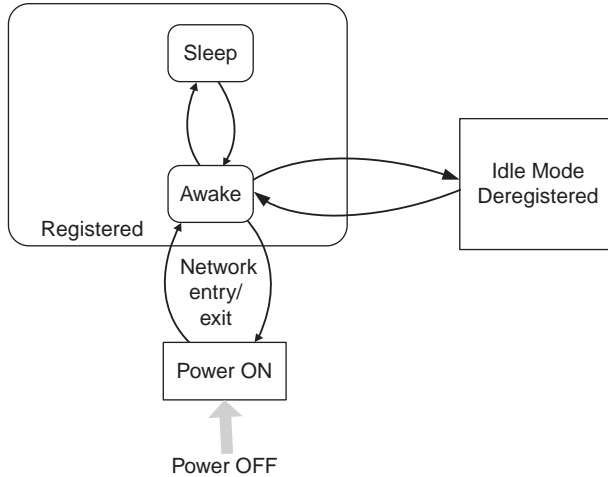 Sleep
Idle Mode
Deregistered
Awake
Registered
Network
entry/
exit
Power ON
Power OFF